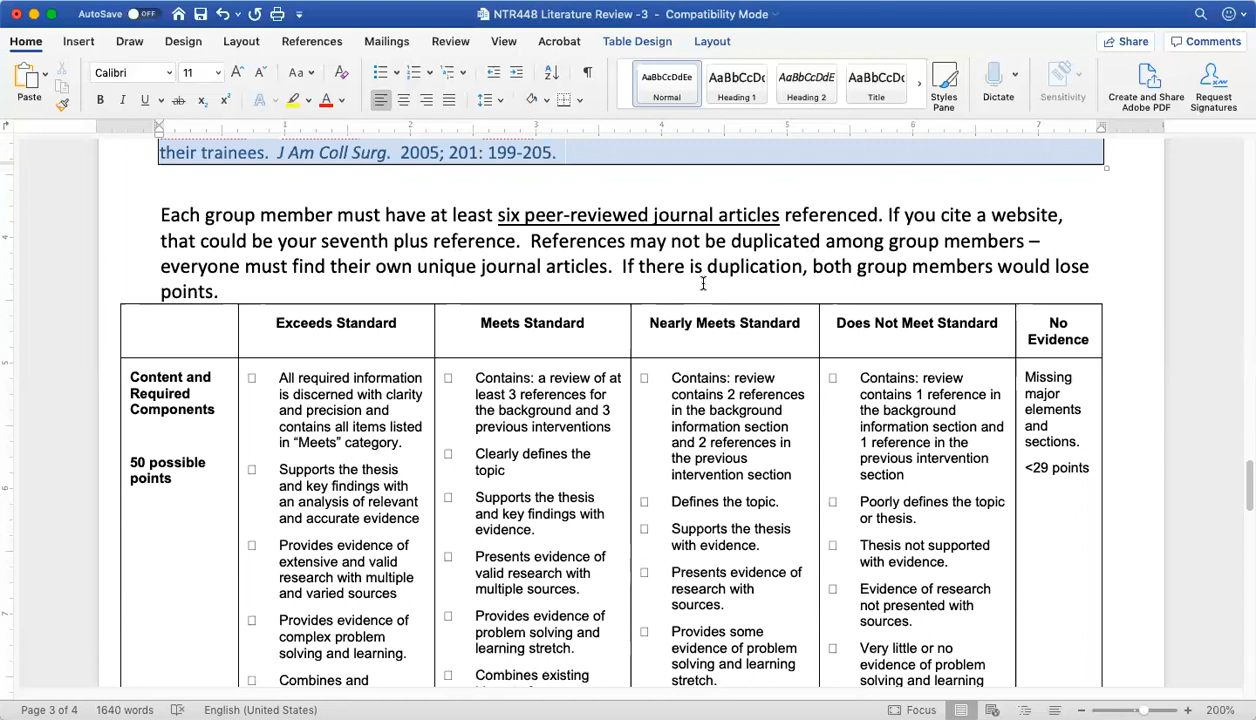 AutoSave OFF
NTR448 Literature Review -3 - Compatibility Mode
Home Insert Draw Design Layout References Mailings Review View Acrobat Table Design Layout
Share Comments
Calibri 11
AaBbCcDdEe AaBbCcDc AaBbCcDdE AaBbCcDc
Paste
Normal Heading 1 Heading 2 Title
Styles Pane
Dictate
Sensitivity
Create and Share Adobe PDF
Request Signatures
1 2 3 4 5 6 7
their trainees. J Am Coll Surg. 2005; 201: 199-205.
Each group member must have at least six peer-reviewed journal articles referenced. If you cite a website,
that could be your seventh plus reference. References may not be duplicated among group members –
everyone must find their own unique journal articles. If there is duplication, both group members would lose
points.
Exceeds Standard
Meets Standard
Nearly Meets Standard
Does Not Meet Standard
No
Evidence
Content and
Required
Components
50 possible
points
All required information
is discerned with clarity
and precision and
contains all items listed
in “Meets” category.
Supports the thesis
and key findings with
an analysis of relevant
and accurate evidence
Provides evidence of
extensive and valid
research with multiple
and varied sources
Provides evidence of
complex problem
solving and learning.
Combines and
Contains: a review of at
least 3 references for
the background and 3
previous interventions
Clearly defines the
topic
Supports the thesis
and key findings with
evidence.
Presents evidence of
valid research with
multiple sources.
Provides evidence of
problem solving and
learning stretch.
Combines existing
Contains: review
contains 2 references
in the background
information section
and 2 references in
the previous
intervention section
Defines the topic.
Supports the thesis
with evidence.
Presents evidence of
research with
sources.
Provides some
evidence of problem
solving and learning
stretch.
Contains: review
contains 1 reference in
the background
information section and
1 reference in the
previous intervention
section
Poorly defines the topic
or thesis.
Thesis not supported
with evidence.
Evidence of research
not presented with
sources.
Very little or no
evidence of problem
solving and learning
Missing
major
elements
and
sections.
<29 points
Page 3 of 4 1640 words English (United States) Focus 200%